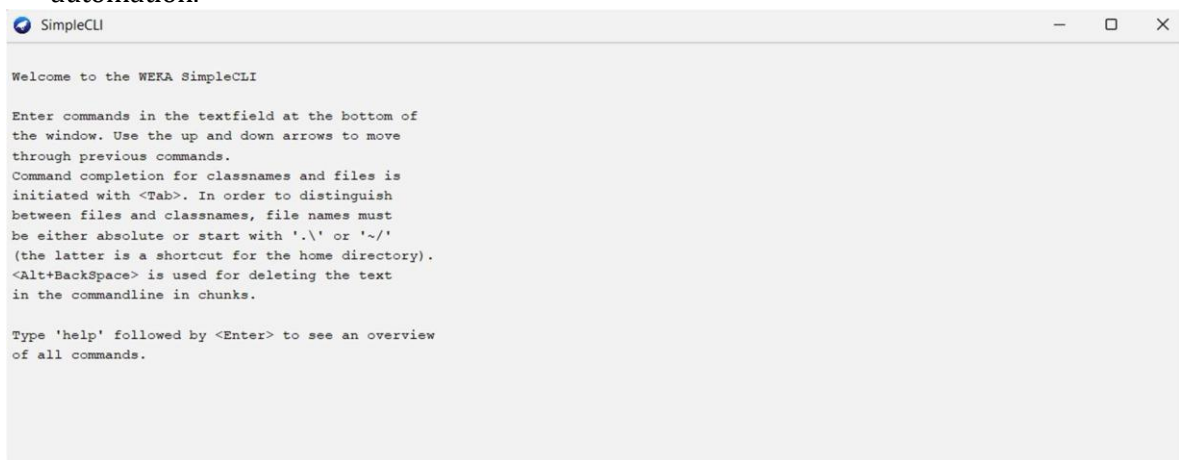 automation.
SimpleCLI
Welcome to the WEKA SimpleCLI
Enter commands in the textfield at the bottom of
the window. Use the up and down arrows to move
through previous commands.
Command completion for classnames and files is
initiated with <Tab>. In order to distinguish
between files and classnames, file names must
be either absolute or start with '.\' or '~/'
(the latter is a shortcut for the home directory).
<Alt+BackSpace> is used for deleting the text
in the commandline in chunks.
Type 'help' followed by <Enter> to see an overview
of all commands.